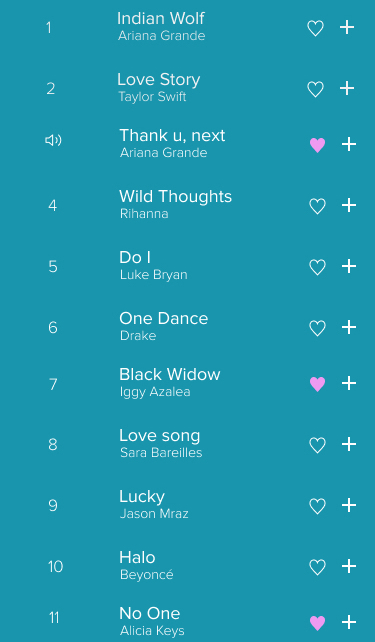 1
Indian Wolf
Ariana Grande
2
Love Story
Taylor Swift
Thank u, next
Ariana Grande
4
Wild Thoughts
Rihanna
5
Do I
Luke Bryan
6
One Dance
Drake
7
Black Widow
Iggy Azalea
8
Love song
Sara Bareilles
9
Lucky
Jason Mraz
10
Halo
Beyoncé
11
No One
Alicia Keys